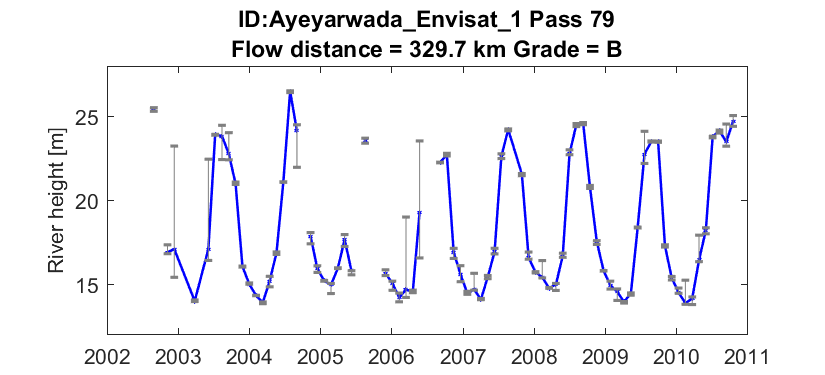 ID:Ayeyarwada_Envisat_1 Pass 79
Flow distance = 329.7 km Grade = B
River height [m]
25
20
15
2002 2003 2004 2005 2006 2007 2008 2009 2010 2011